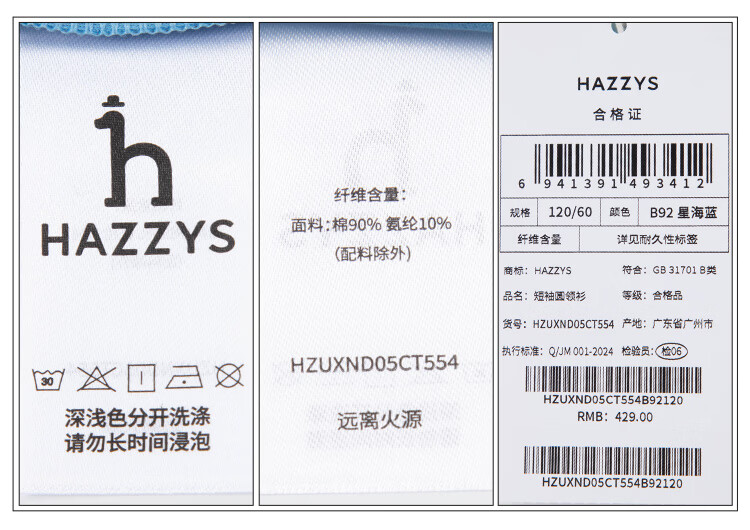 HAZZYS
30
深浅色分开洗涤
请勿长时间浸泡
纤维含量：
面料：棉90% 氨纶10%
（配料除外）
HZUXND05CT554
远离火源
HAZZYS
合格证
6 941391 493412
规格 120/60 颜色 B92 星海蓝
纤维含量 详见耐久性标签
商标：HAZZYS 符合：GB 31701 B类
品名：短袖圆领衫 等级：合格品
货号：HZUXND05CT554 产地：广东省广州市
执行标准：Q/JM 001-2024 检验员：检06
HZUXND05CT554B92120
RMB：429.00
HZUXND05CT554B92120